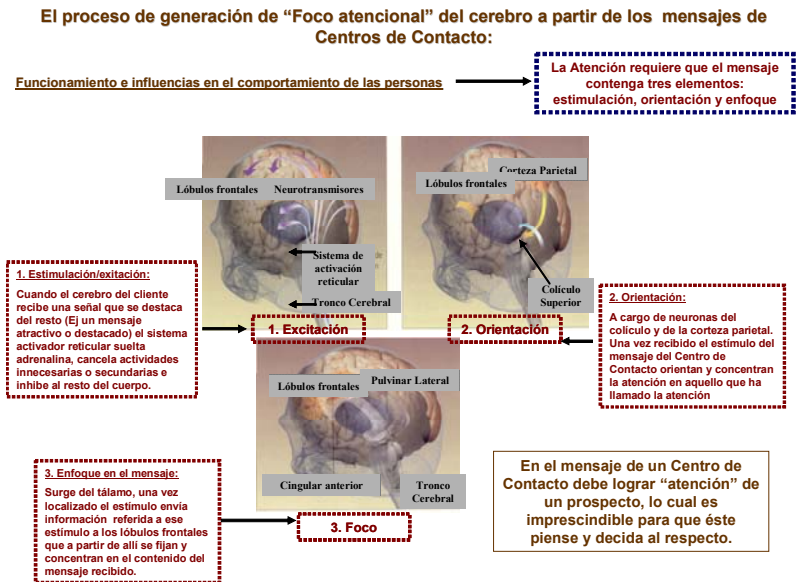 El proceso de generación de “Foco atencional” del cerebro a partir de los mensajes de
Centros de Contacto:
Funcionamiento e influencias en el comportamiento de las personas
La Atención requiere que el mensaje
contenga tres elementos:
estimulación, orientación y enfoque
Lóbulos frontales
Neurotransmisores
Sistema de
activación
reticular
Tronco Cerebral
1. Excitación
Corteza Parietal
Lóbulos frontales
Colículo
Superior
2. Orientación
1. Estimulación/exitación:
Cuando el cerebro del cliente
recibe una señal que se destaca
del resto (Ej un mensaje
atractivo o destacado) el sistema
activador reticular suelta
adrenalina, cancela actividades
innecesarias o secundarias e
inhibe al resto del cuerpo.
2. Orientación:
A cargo de neuronas del
colículo y de la corteza parietal.
Una vez recibido el estímulo del
mensaje del Centro de
Contacto orientan y concentran
la atención en aquello que ha
llamado la atención
Lóbulos frontales
Pulvinar Lateral
Cingular anterior
Tronco
Cerebral
3. Foco
3. Enfoque en el mensaje:
Surge del tálamo, una vez
localizado el estímulo envía
información referida a ese
estímulo a los lóbulos frontales
que a partir de allí se fijan y
concentran en el contenido del
mensaje recibido.
En el mensaje de un Centro de
Contacto debe lograr “atención” de
un prospecto, lo cual es
imprescindible para que éste
piense y decida al respecto.